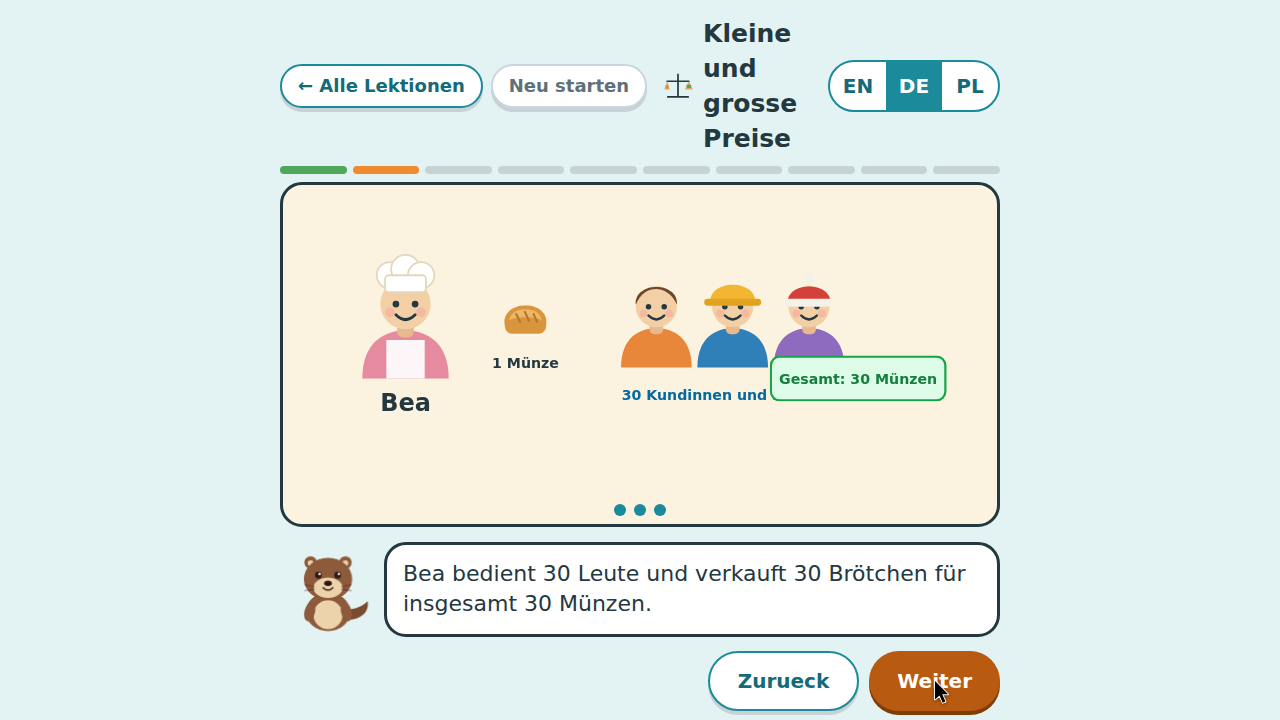 ← Alle Lektionen
Neu starten
Kleine
und
grosse
Preise
EN
DE
PL
1 Münze
Bea
30 Kundinnen und
Gesamt: 30 Münzen
Bea bedient 30 Leute und verkauft 30 Brötchen für
insgesamt 30 Münzen.
Zurueck
Weiter